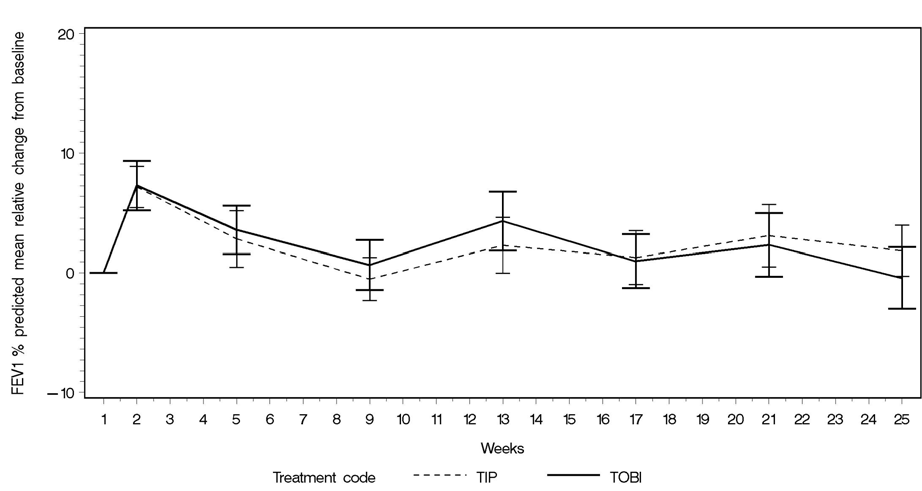 FEV1 % predicted mean relative change from baseline
20
10
0
−10
1 2 3 4 5 6 7 8 9 10 11 12 13 14 15 16 17 18 19 20 21 22 23 24 25
Weeks
Treatment code TIP TOBI